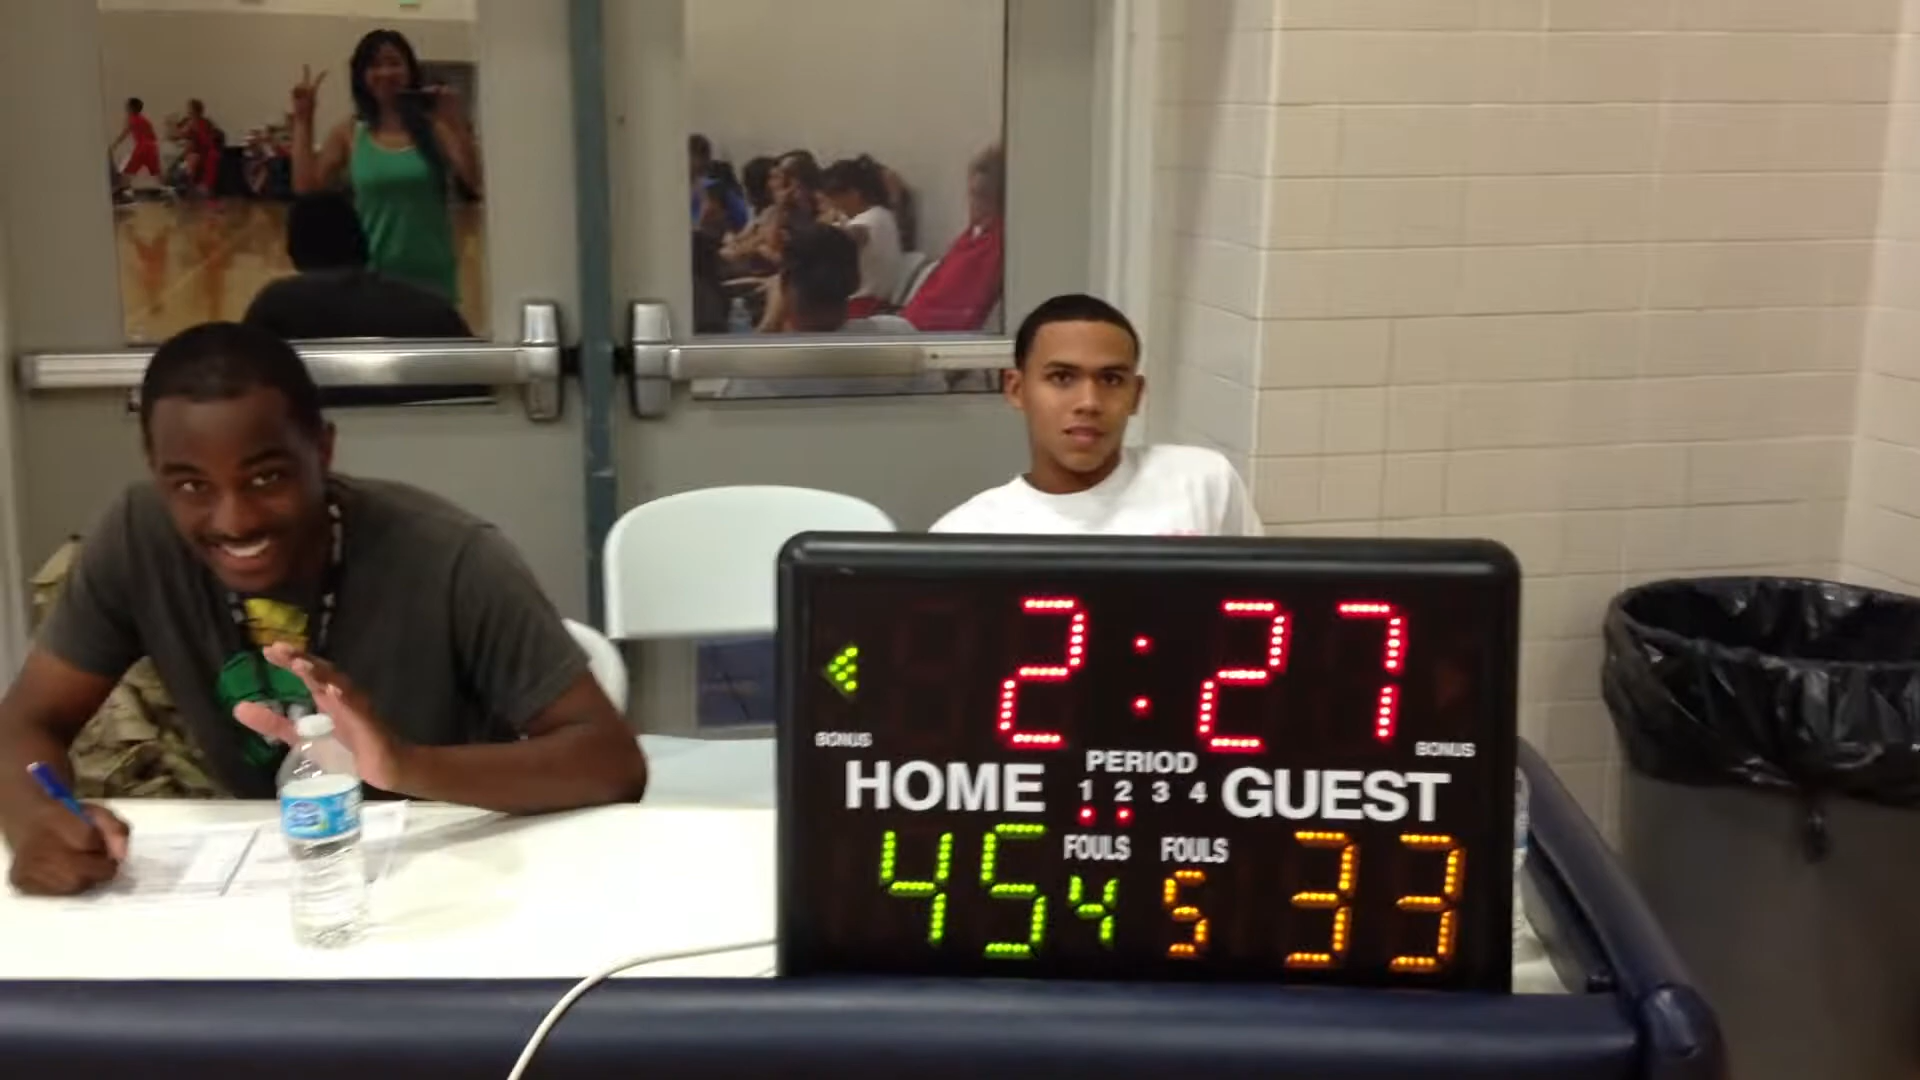 2:27
BONUS
BONUS
PERIOD
HOME 1 2 3 4 GUEST
FOULS FOULS
45 4 5 33